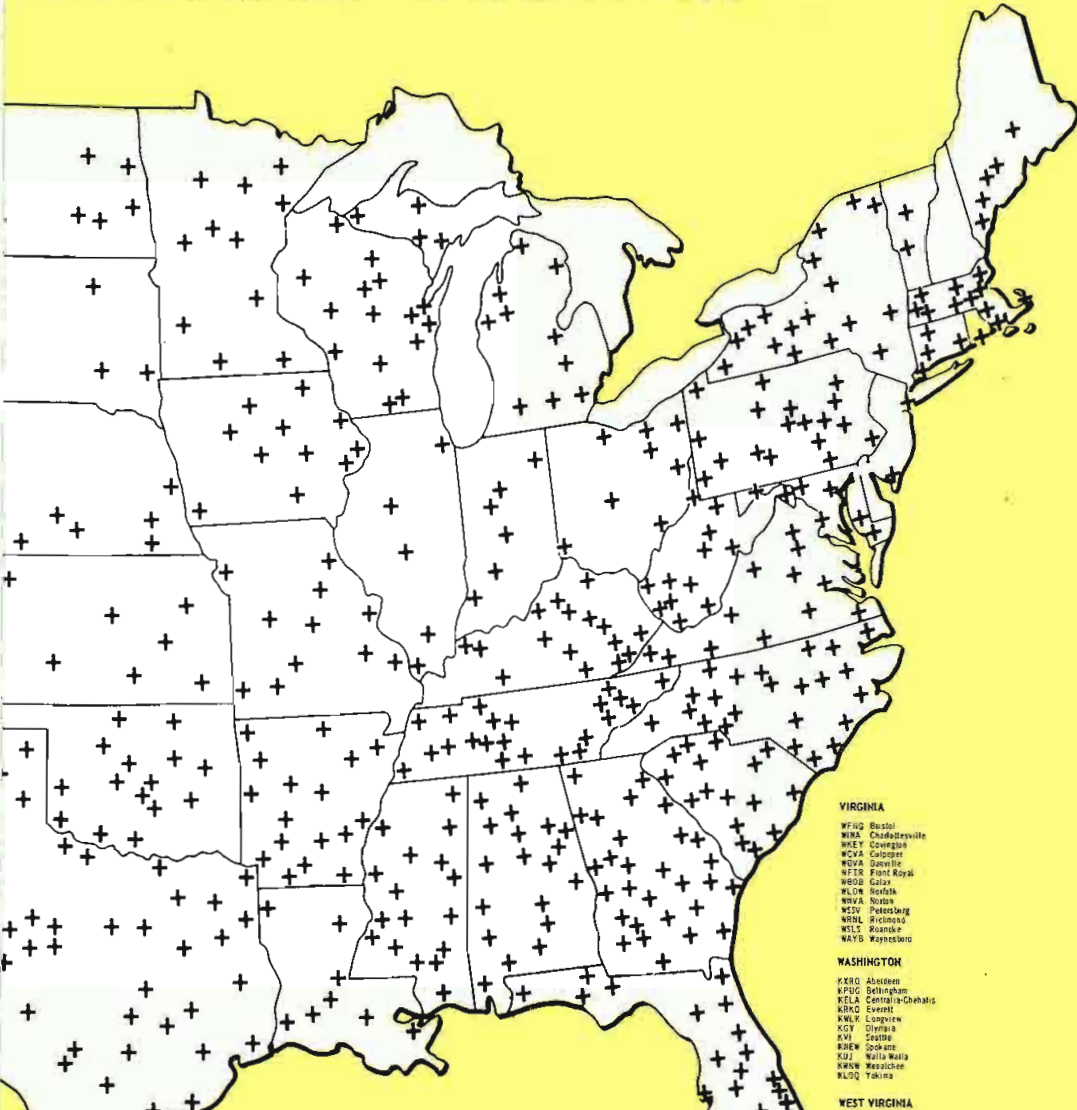 VIRGINIA
WFHG Bristol
WINA Charlottesville
WKEY Covington
WCVA Culpeper
WDVA Danville
WFTR Front Royal
WBOB Galax
WLOW Norfolk
WNVA Norton
WSSV Petersburg
WRNL Richmond
WSLS Roanoke
WAYB Waynesboro
WASHINGTON
KXRO Aberdeen
KPUG Bellingham
KELA Centralia-Chehalis
KRKO Everett
KWLK Longview
KGY Olympia
KVI Seattle
KNEW Spokane
KUJ Walla Walla
KWNW Wenatchee
Yakima
WEST VIRGINIA